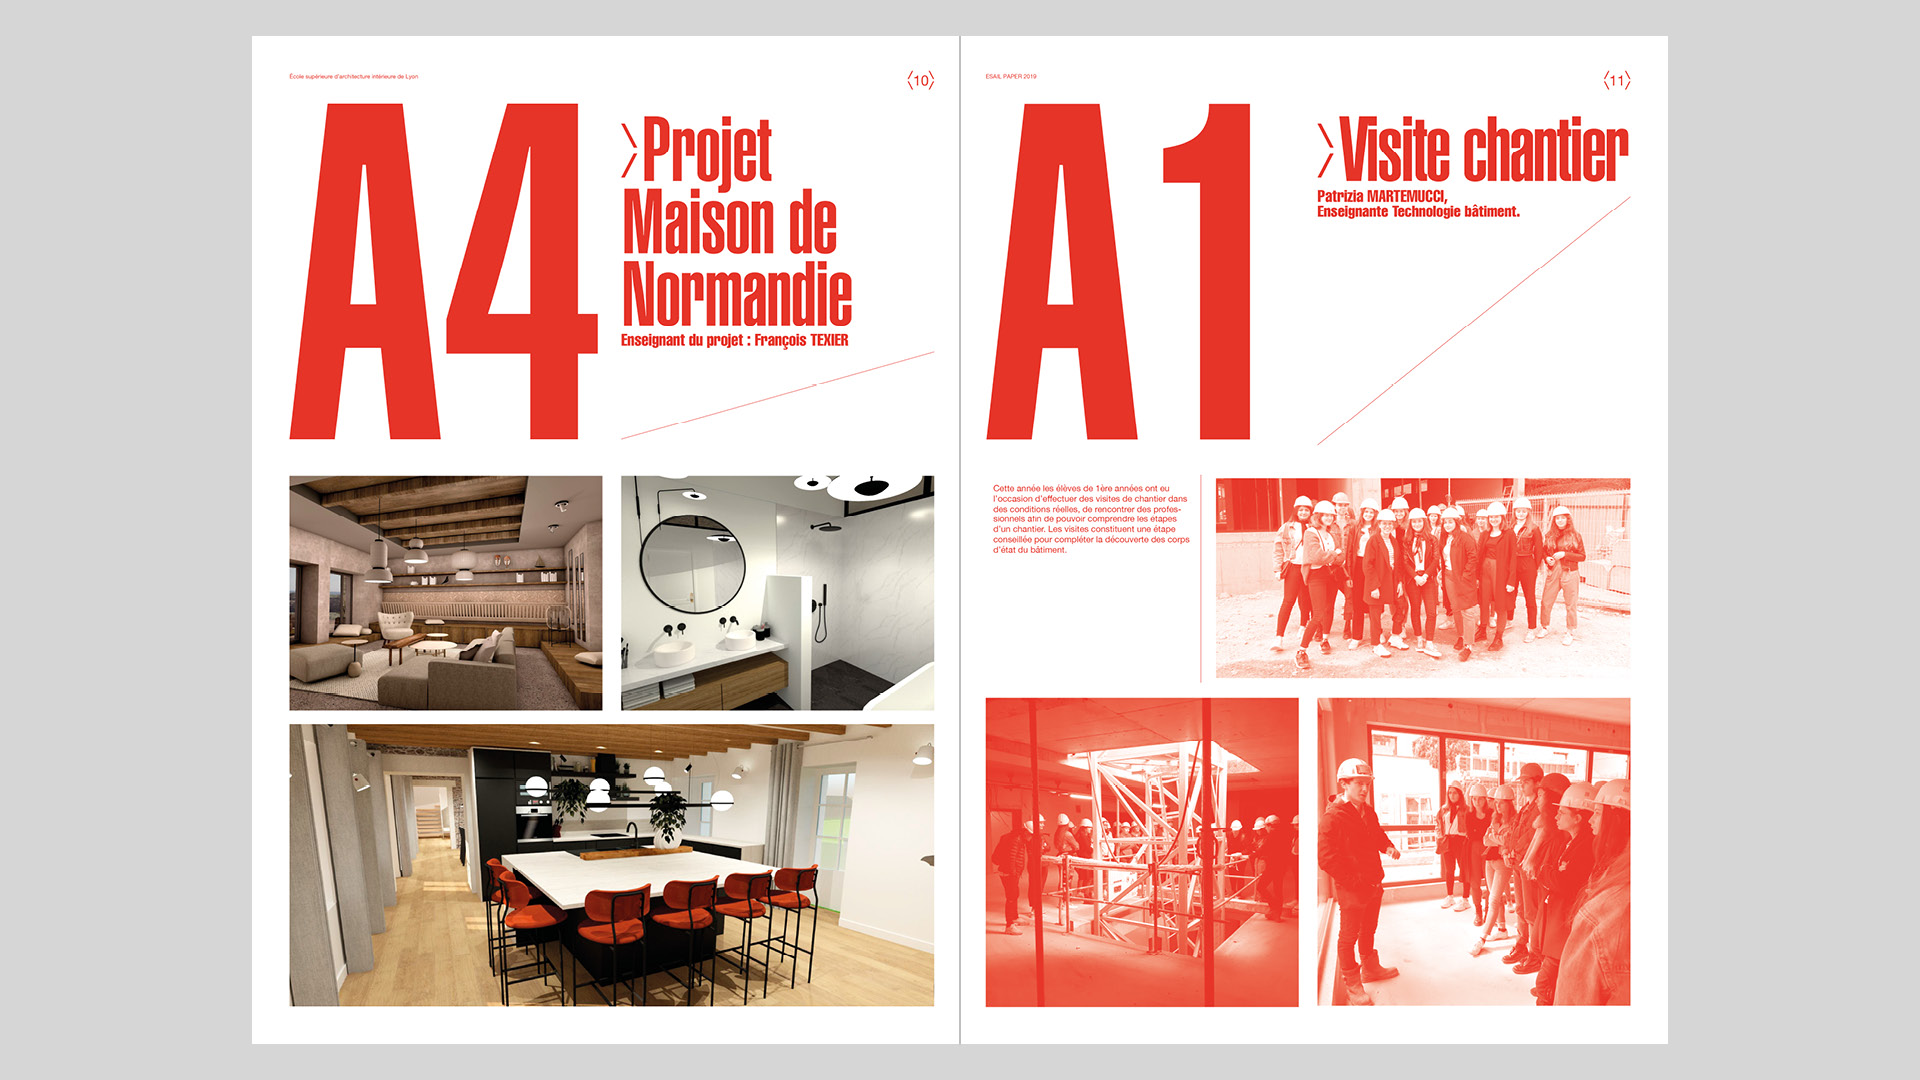 École supérieure d'architecture intérieure de Lyon
10
A4
Projet
Maison de
Normandie
Enseignant du projet : François TEXIER
ESAIL PAPER 2019
11
A1
Visite chantier
Patrizia MARTEMUCCI,
Enseignante Technologie bâtiment.
Cette année les élèves de 1ère années ont eu
l'occasion d'effectuer des visites de chantier dans
des conditions réelles, de rencontrer des profes-
sionnels afin de pouvoir comprendre les étapes
d'un chantier. Les visites constituent une étape
conseillée pour compléter la découverte des corps
d'état du bâtiment.